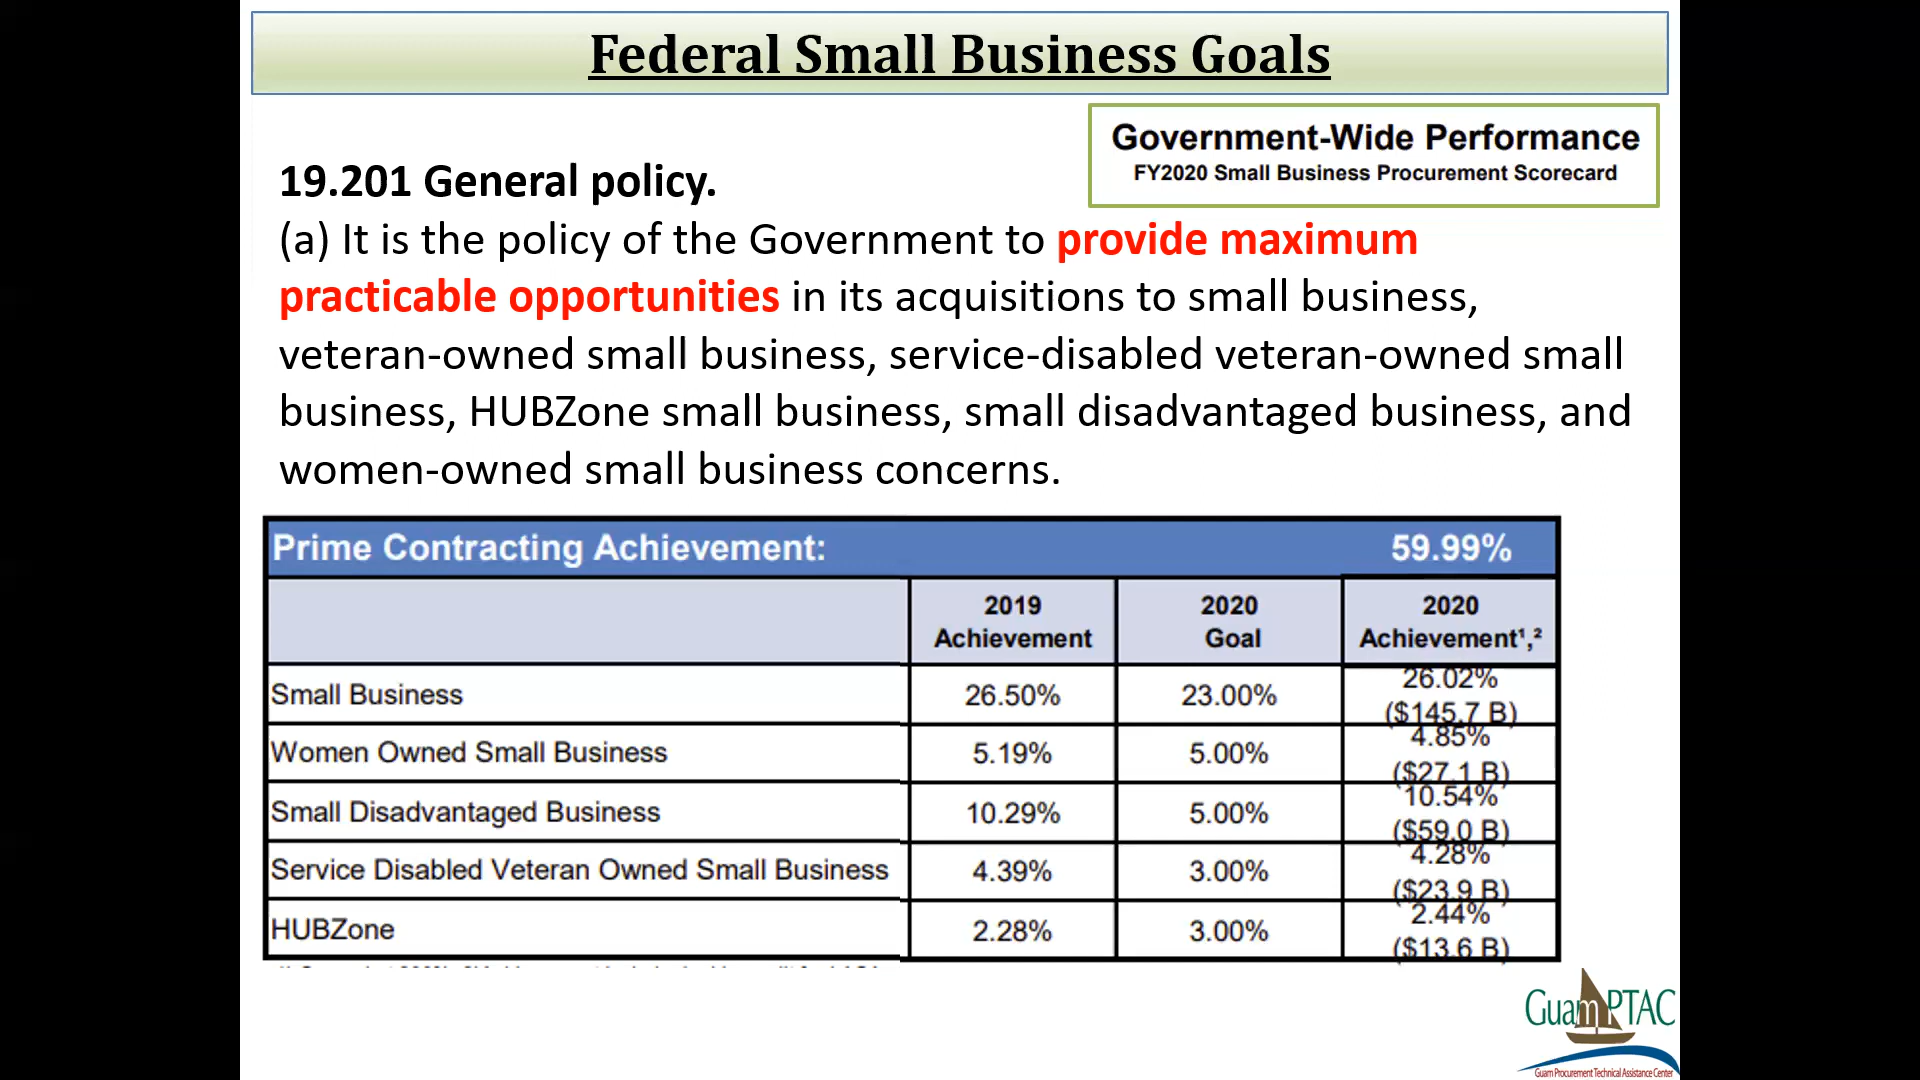 Federal Small Business Goals
Government-Wide Performance
FY2020 Small Business Procurement Scorecard
19.201 General policy.
(a) It is the policy of the Government to provide maximum
practicable opportunities in its acquisitions to small business,
veteran-owned small business, service-disabled veteran-owned small
business, HUBZone small business, small disadvantaged business, and
women-owned small business concerns.
Prime Contracting Achievement: 59.99%
2019 Achievement 2020 Goal 2020 Achievement¹,²
Small Business 26.50% 23.00% 26.02% ($145.7 B)
Women Owned Small Business 5.19% 5.00% 4.85% ($27.1 B)
Small Disadvantaged Business 10.29% 5.00% 10.54% ($59.0 B)
Service Disabled Veteran Owned Small Business 4.39% 3.00% 4.28% ($23.9 B)
HUBZone 2.28% 3.00% 2.44% ($13.6 B)
Guam PTAC
Guam Procurement Technical Assistance Center